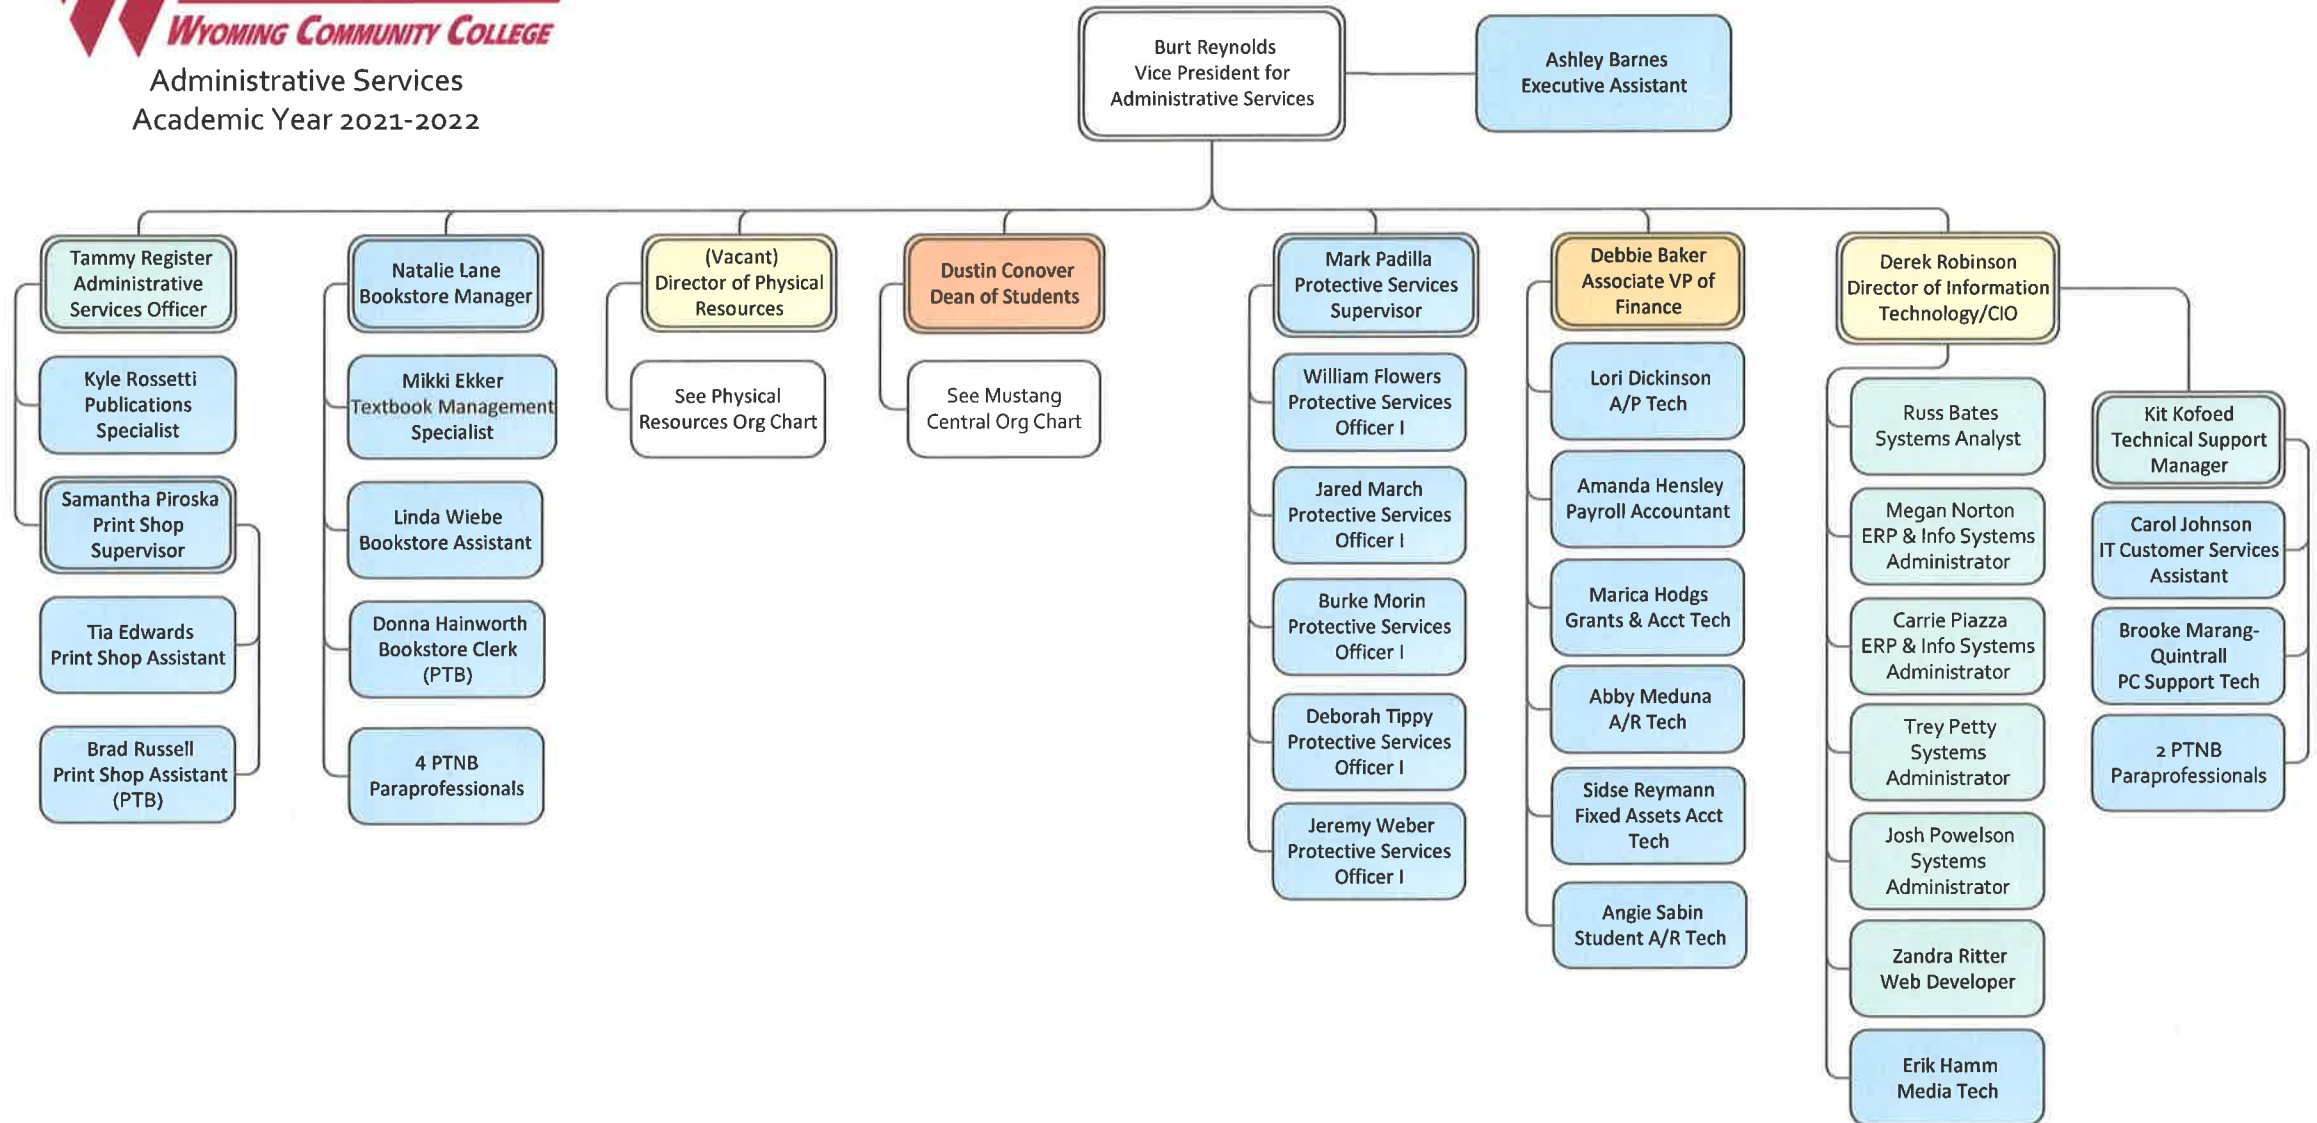 WYOMING COMMUNITY COLLEGE
Administrative Services
Academic Year 2021-2022
Burt Reynolds
Vice President for
Administrative Services
Ashley Barnes
Executive Assistant
Tammy Register
Administrative
Services Officer
Kyle Rossetti
Publications
Specialist
Samantha Piroska
Print Shop
Supervisor
Tia Edwards
Print Shop Assistant
Brad Russell
Print Shop Assistant
(PTB)
Natalie Lane
Bookstore Manager
Mikki Ekker
Textbook Management
Specialist
Linda Wiebe
Bookstore Assistant
Donna Hainworth
Bookstore Clerk
(PTB)
4 PTNB
Paraprofessionals
(Vacant)
Director of Physical
Resources
See Physical
Resources Org Chart
Dustin Conover
Dean of Students
See Mustang
Central Org Chart
Mark Padilla
Protective Services
Supervisor
William Flowers
Protective Services
Officer I
Jared March
Protective Services
Officer I
Burke Morin
Protective Services
Officer I
Deborah Tippy
Protective Services
Officer I
Jeremy Weber
Protective Services
Officer I
Debbie Baker
Associate VP of
Finance
Lori Dickinson
A/P Tech
Amanda Hensley
Payroll Accountant
Marica Hodgs
Grants & Acct Tech
Abby Meduna
A/R Tech
Sidse Reymann
Fixed Assets Acct
Tech
Angie Sabin
Student A/R Tech
Derek Robinson
Director of Information
Technology/CIO
Russ Bates
Systems Analyst
Megan Norton
ERP & Info Systems
Administrator
Carrie Piazza
ERP & Info Systems
Administrator
Trey Petty
Systems
Administrator
Josh Powelson
Systems
Administrator
Zandra Ritter
Web Developer
Erik Hamm
Media Tech
Kit Kofoed
Technical Support
Manager
Carol Johnson
IT Customer Services
Assistant
Brooke Marang-
Quintrall
PC Support Tech
2 PTNB
Paraprofessionals